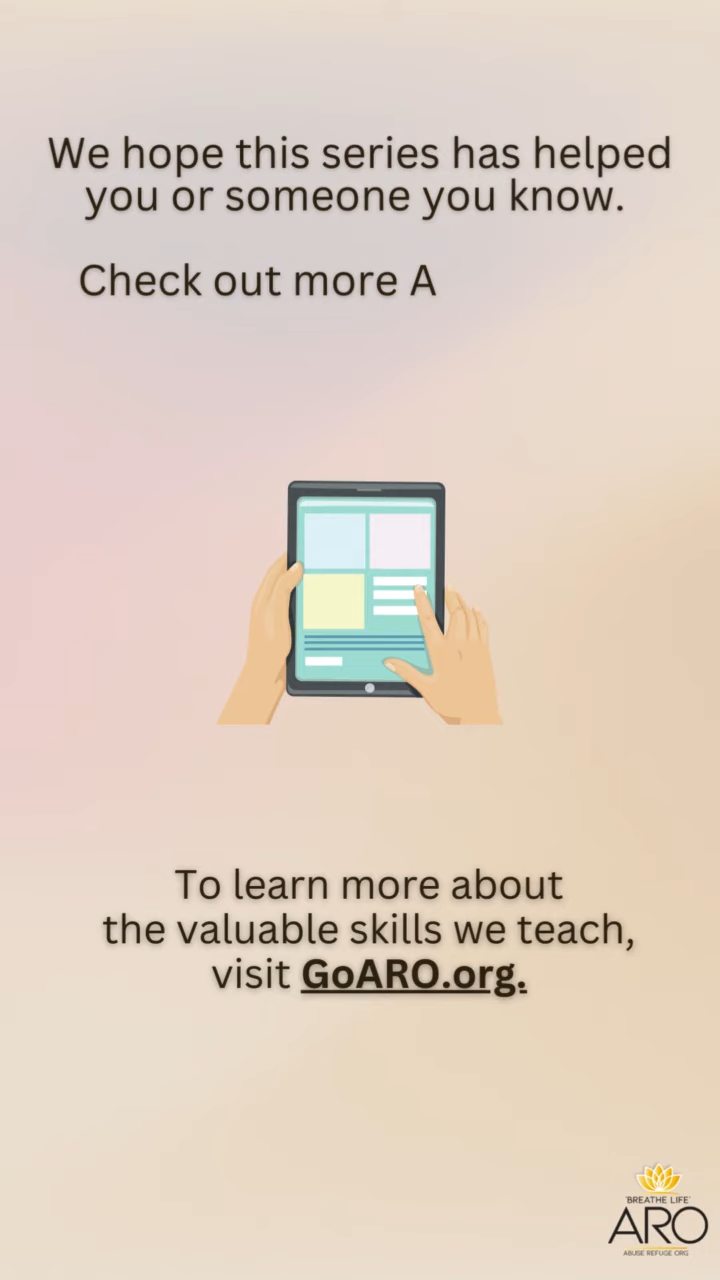 We hope this series has helped
you or someone you know.
Check out more A
To learn more about
the valuable skills we teach,
visit GoARO.org.
'BREATHE LIFE'
ARO
ABUSE REFUGE ORG